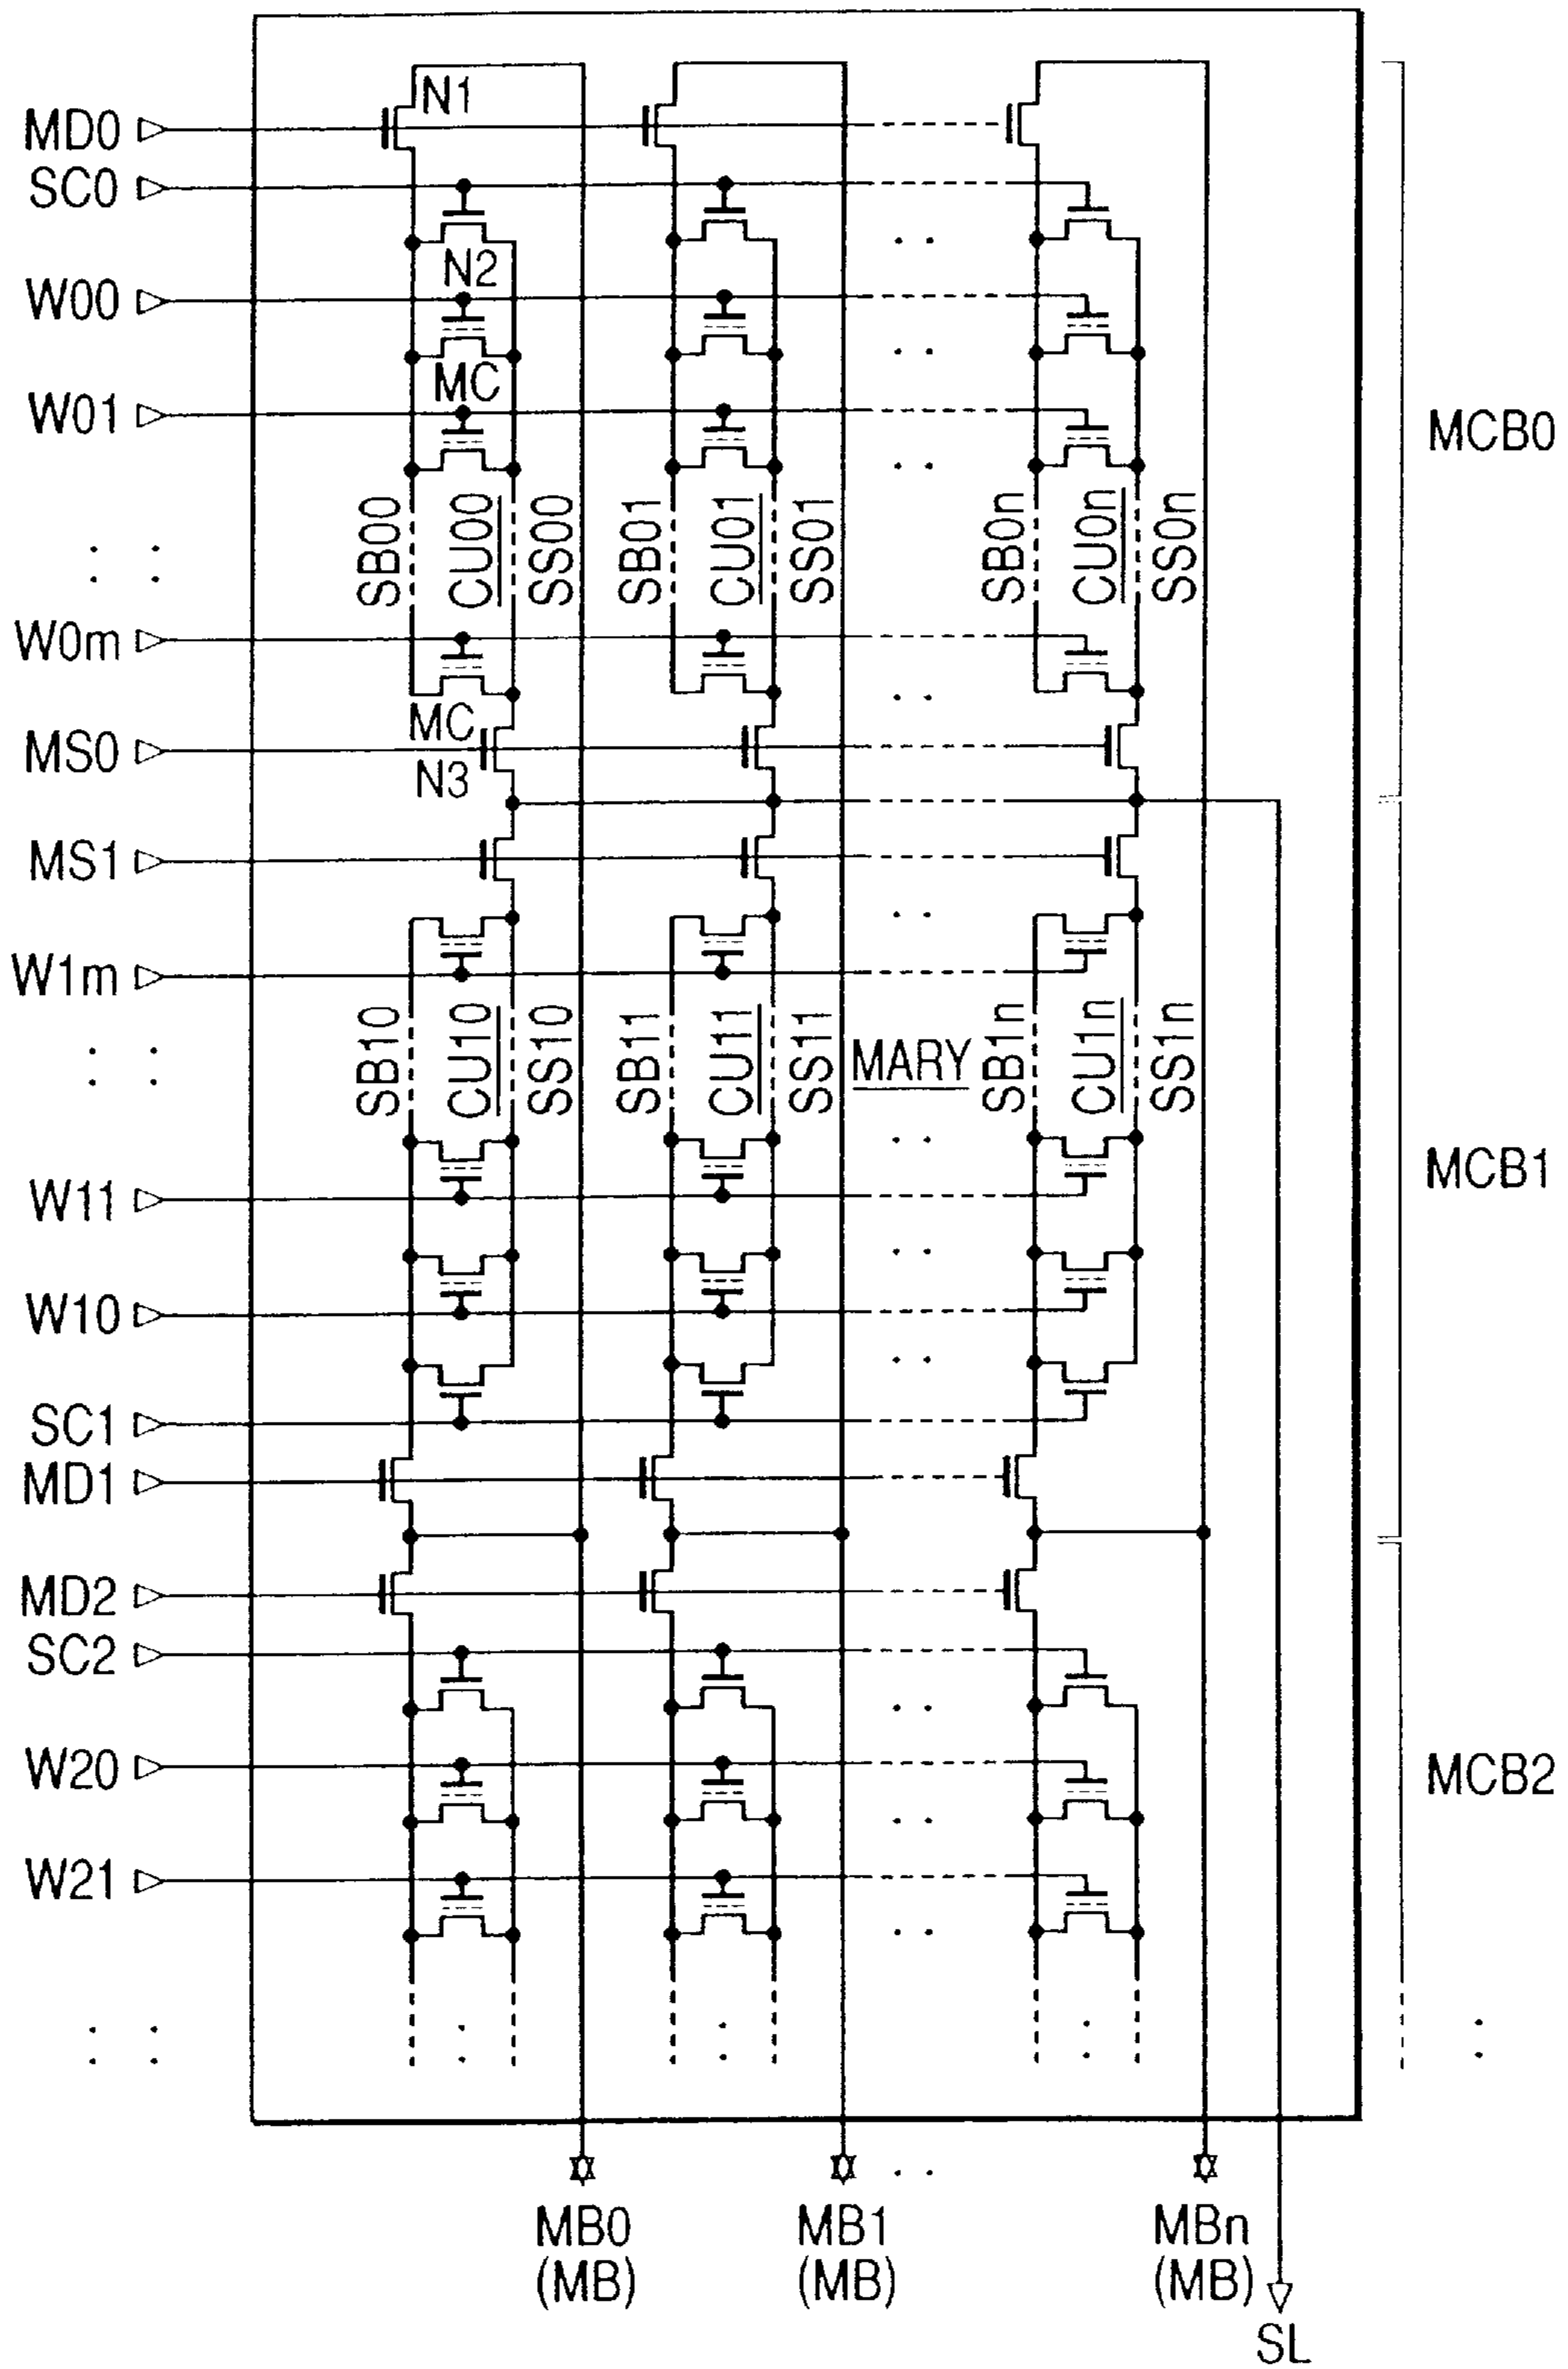 N1
MD0
SC0
N2
W00
MC
W01
MCB0
SB00 CU00 SS00 SB01 CU01 SS01 SB0n CU0n SS0n
W0m
MC
MS0
N3
MS1
W1m
SB10 CU10 SS10 SB11 CU11 SS11 MARY SB1n CU1n SS1n
MCB1
W11
W10
SC1
MD1
MD2
SC2
W20
MCB2
W21
MB0 MB1 MBn
(MB) (MB) (MB)
SL